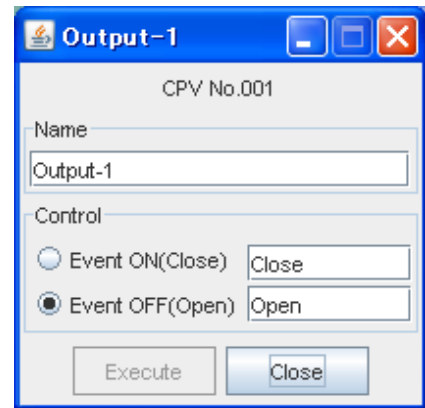 Output-1
CPV No.001
Name
Output-1
Control
Event ON(Close) Close
Event OFF(Open) Open
Execute Close